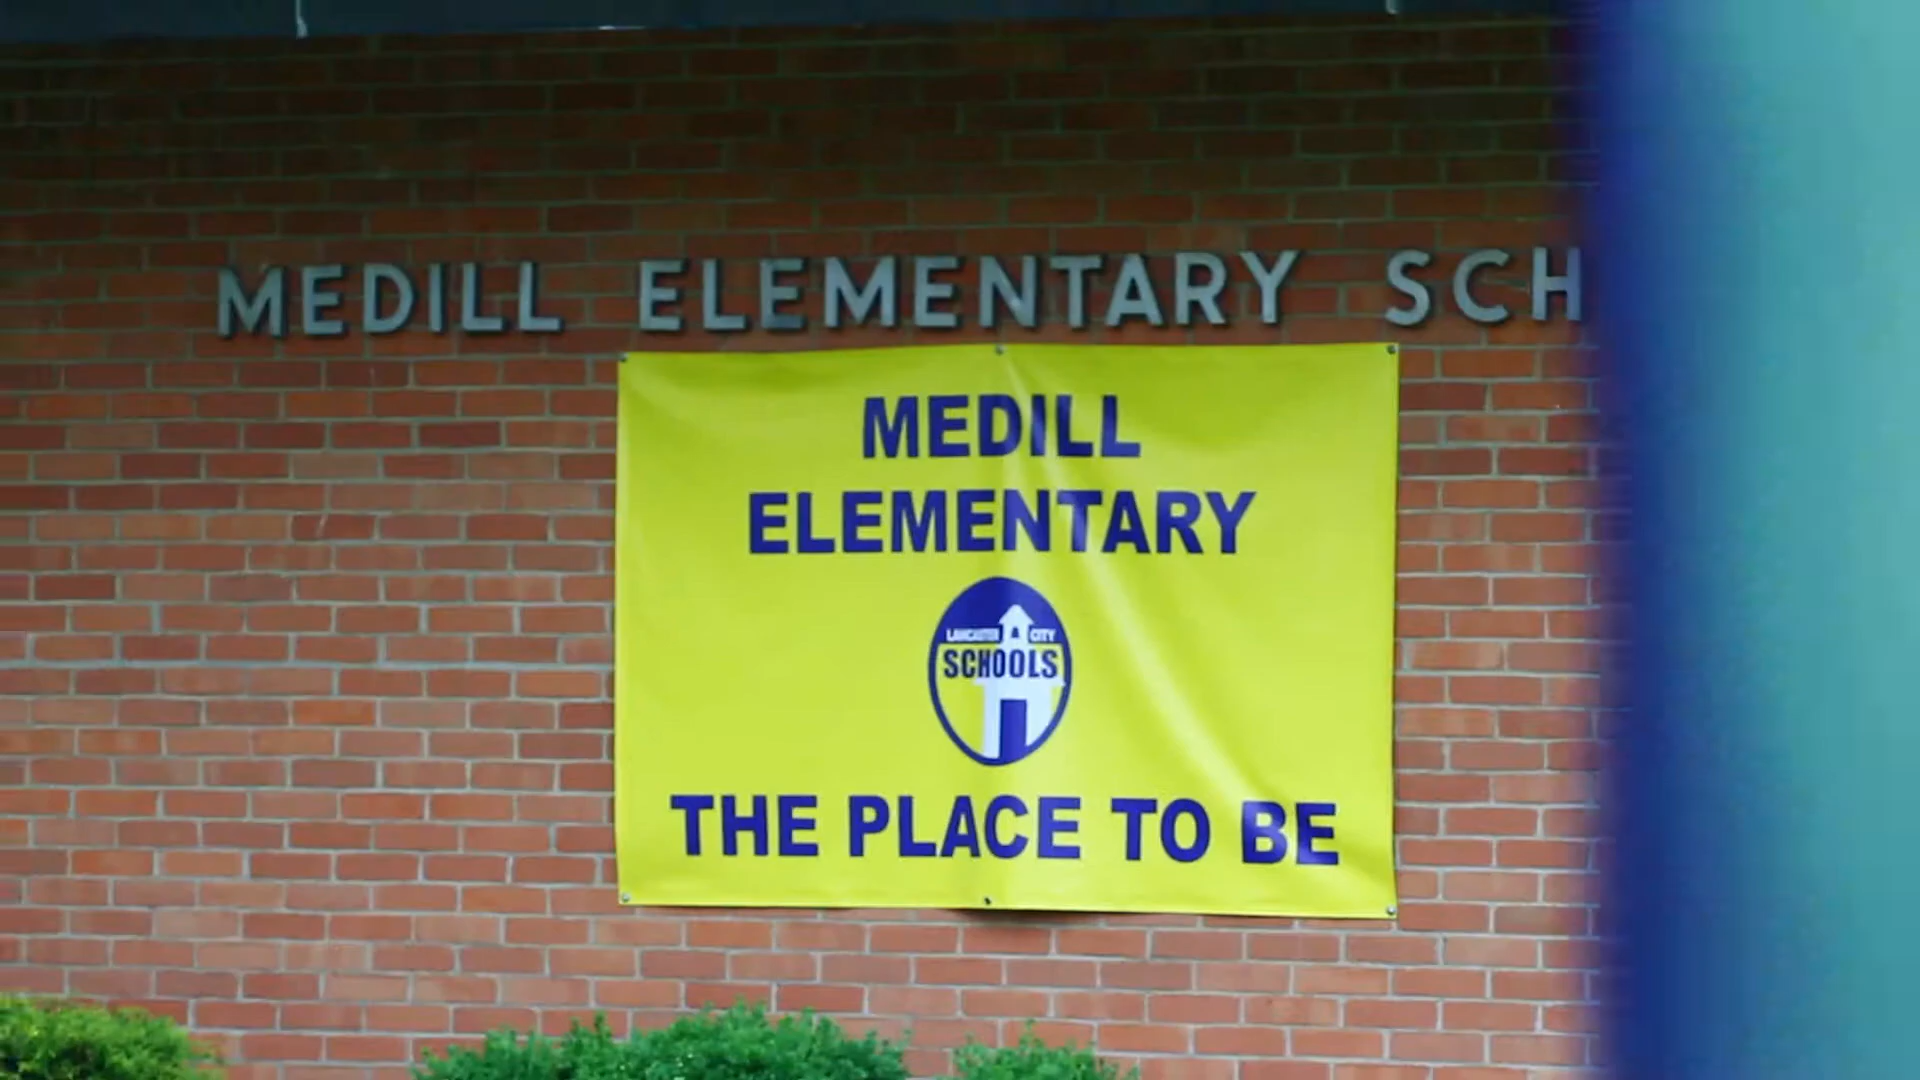 MEDILL ELEMENTARY SCH
MEDILL
ELEMENTARY
LANCASTER CITY
SCHOOLS
THE PLACE TO BE